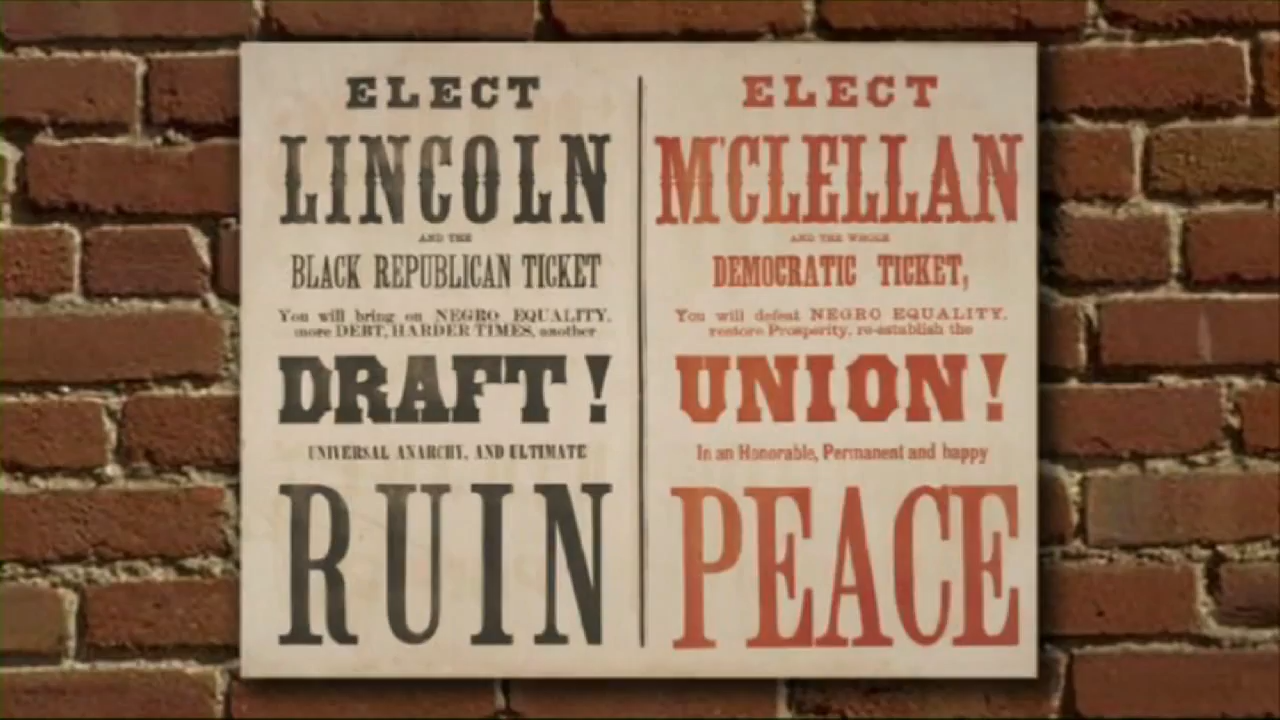 ELECT
LINCOLN
AND THE
BLACK REPUBLICAN TICKET
You will bring on NEGRO EQUALITY,
more DEBT, HARDER TIMES, another
DRAFT!
UNIVERSAL ANARCHY, AND ULTIMATE
RUIN
ELECT
M'CLELLAN
AND THE WHOLE
DEMOCRATIC TICKET,
You will defeat NEGRO EQUALITY,
restore Prosperity, re-establish the
UNION!
In an Honorable, Permanent and happy
PEACE